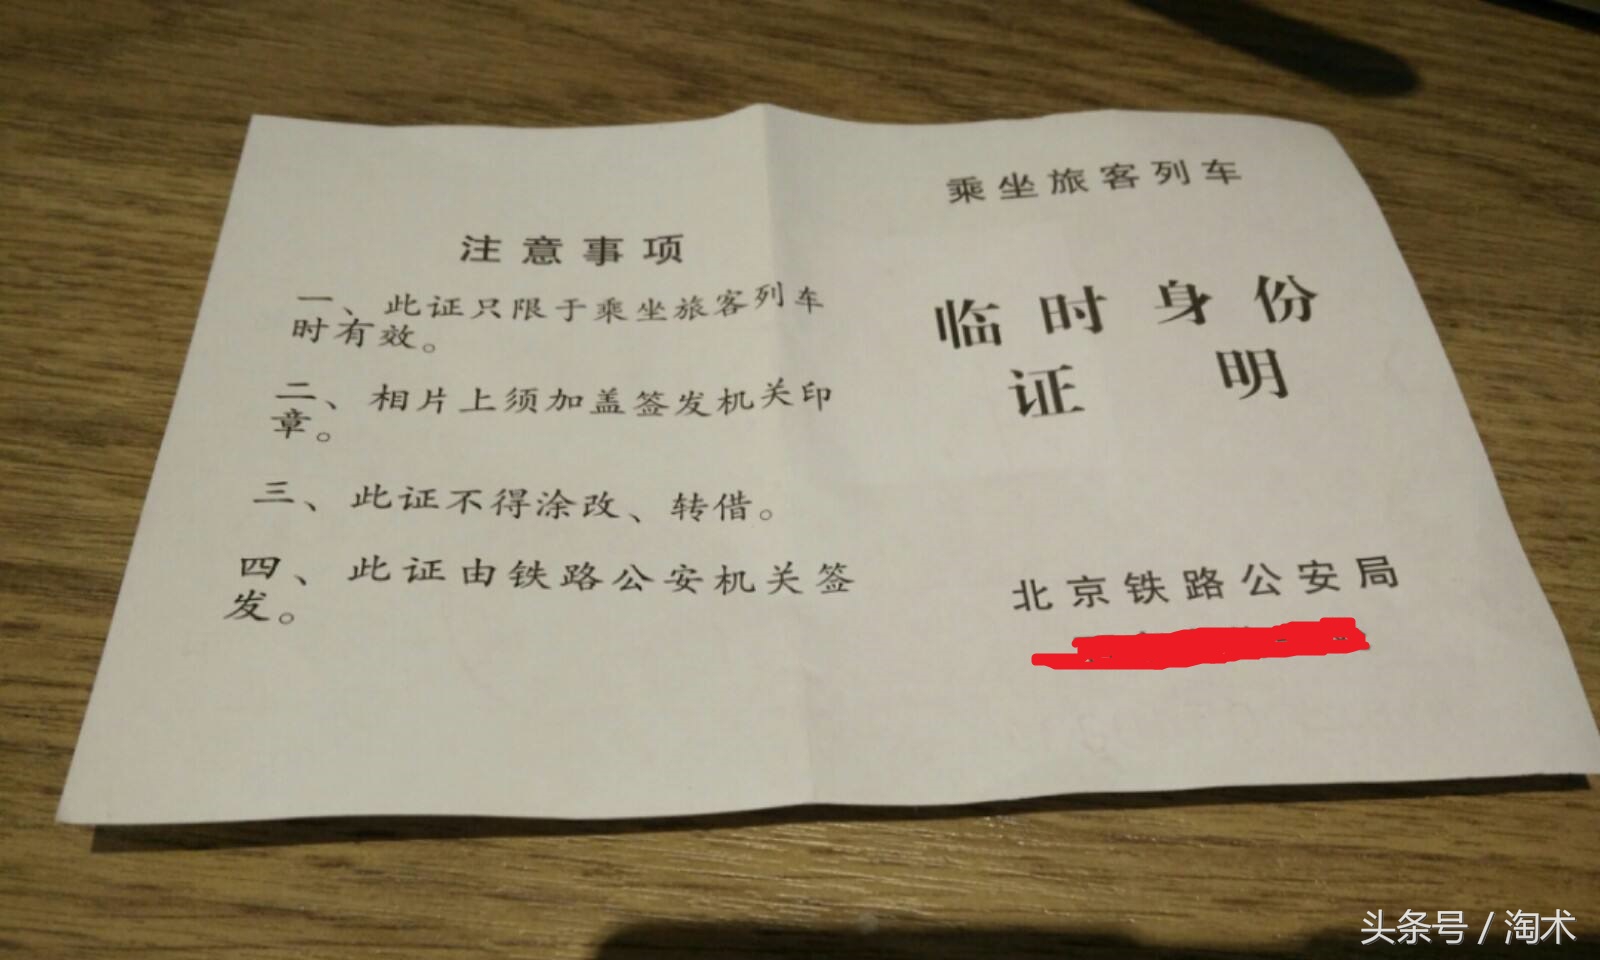 注意事项
一、此证只限于乘坐旅客列车
时有效。
二、相片上须加盖签发机关印
章。
三、此证不得涂改、转借。
四、此证由铁路公安机关签
发。
乘坐旅客列车
临时身份
证明
北京铁路公安局
头条号/淘术